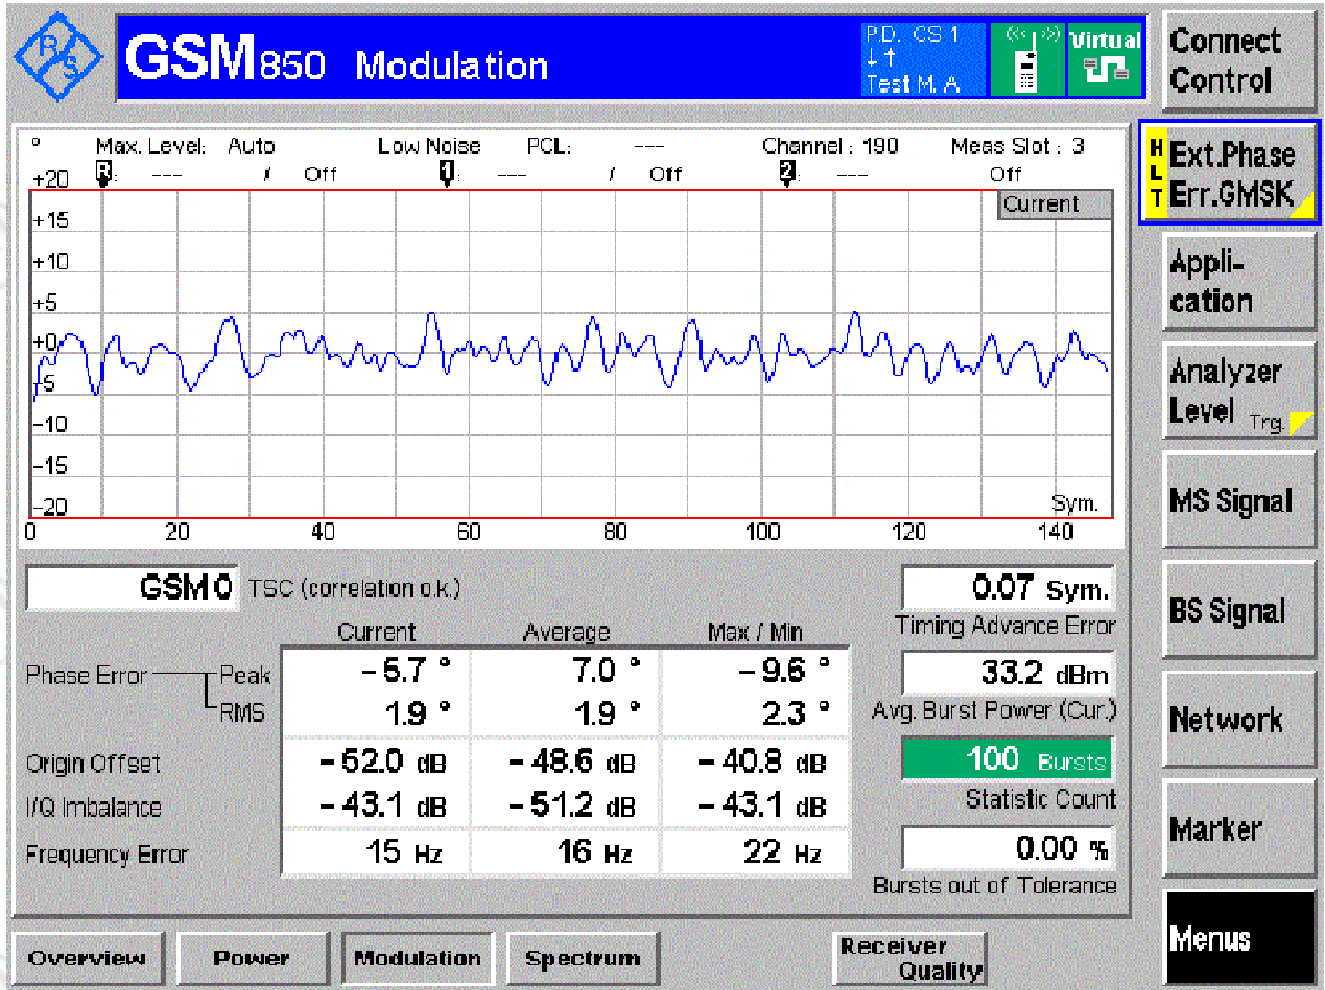 R S
GSM850 Modulation
PD. CS 1
↓↑
Test M. A.
Virtual
Connect Control
° Max. Level: Auto Low Noise PCL: --- Channel : 190 Meas Slot : 3
R: --- / Off 1: --- / Off 2: --- Off
+20
Current
+15
+10
+5
+0
-5
-10
-15
-20
Sym.
0 20 40 60 80 100 120 140
GSM 0 TSC (correlation o.k.)
0.07 Sym.
Timing Advance Error
Current Average Max / Min
Phase Error Peak -5.7 ° 7.0 ° -9.6 °
RMS 1.9 ° 1.9 ° 2.3 °
33.2 dBm
Avg. Burst Power (Cur.)
Origin Offset -52.0 dB -48.6 dB -40.8 dB
I/Q Imbalance -43.1 dB -51.2 dB -43.1 dB
Frequency Error 15 Hz 16 Hz 22 Hz
100 Bursts
Statistic Count
0.00 %
Bursts out of Tolerance
HLT
Ext.Phase
Err.GMSK
Appli-
cation
Analyzer
Level Trg.
MS Signal
BS Signal
Network
Marker
Menus
Overview Power Modulation Spectrum Receiver
Quality